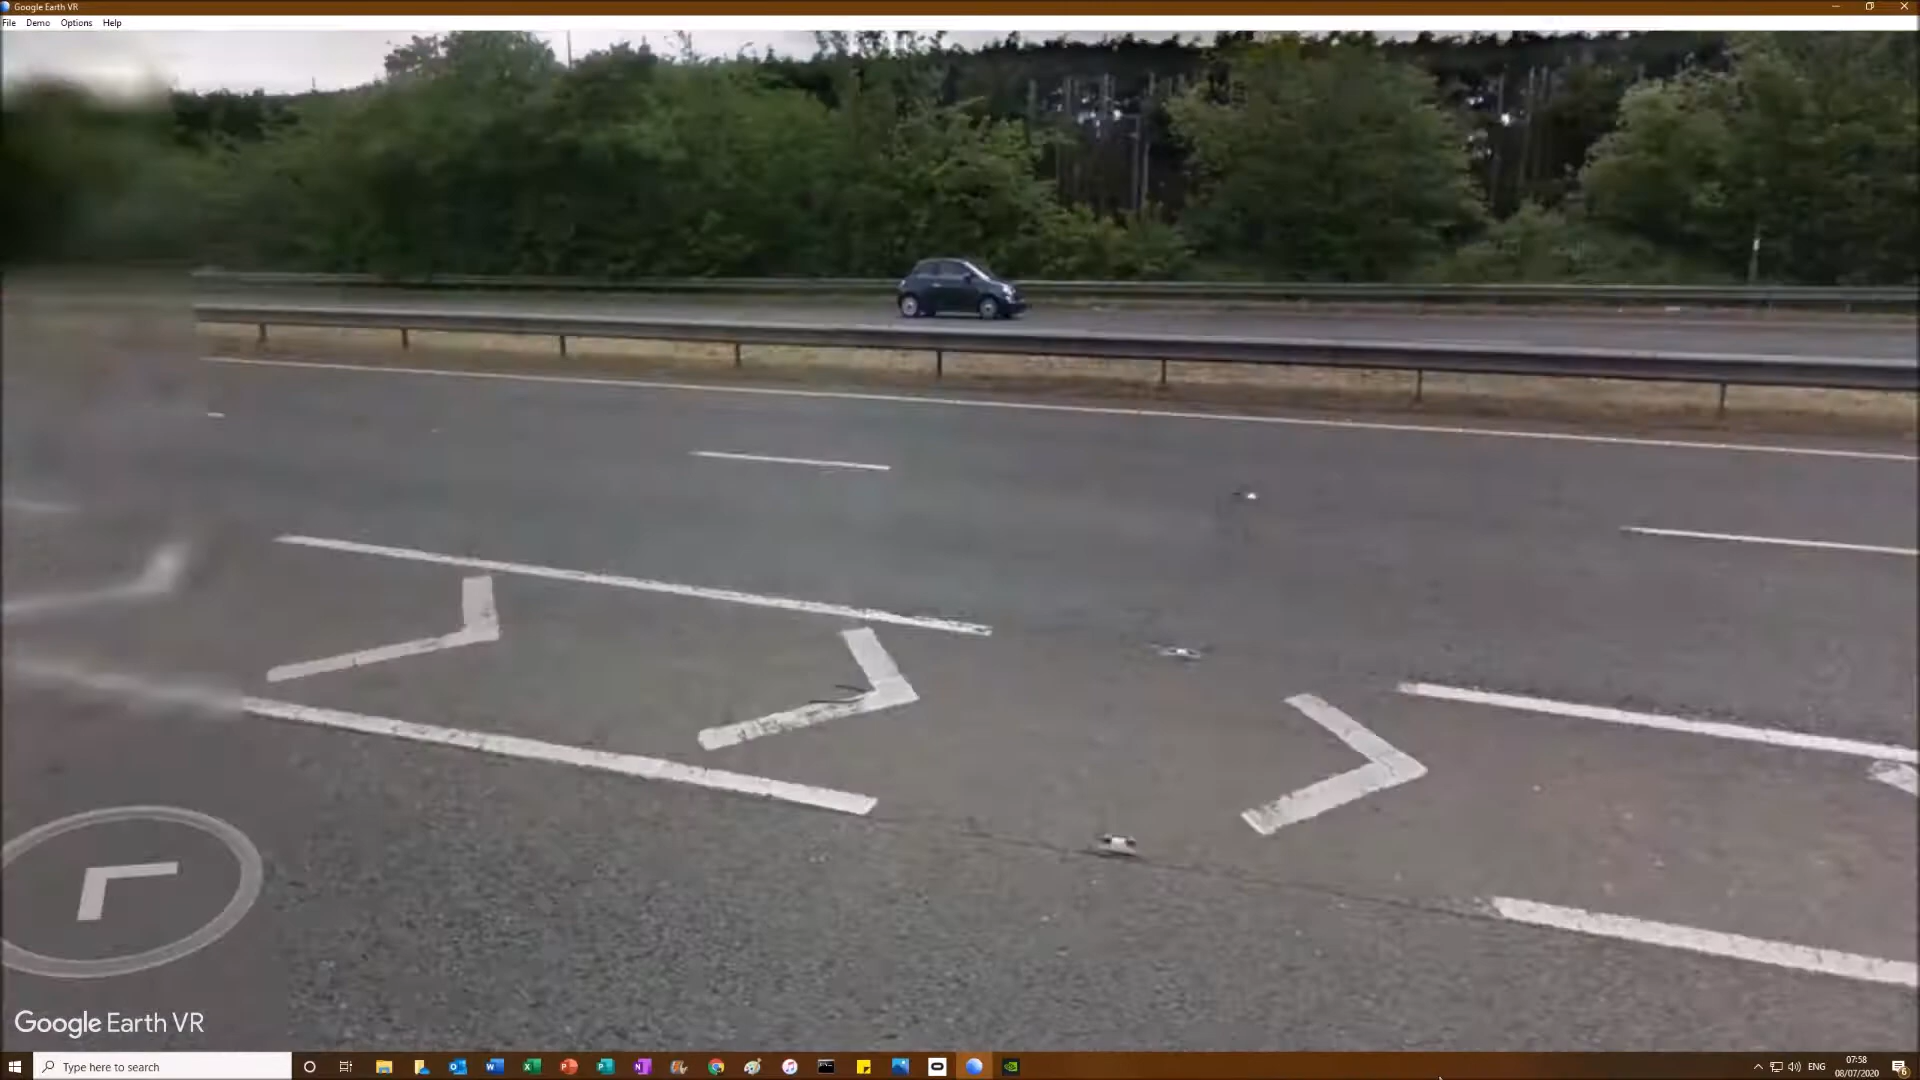 Google Earth VR
File Demo Options Help
Google Earth VR
Type here to search
ENG
07:58
08/07/2020
6